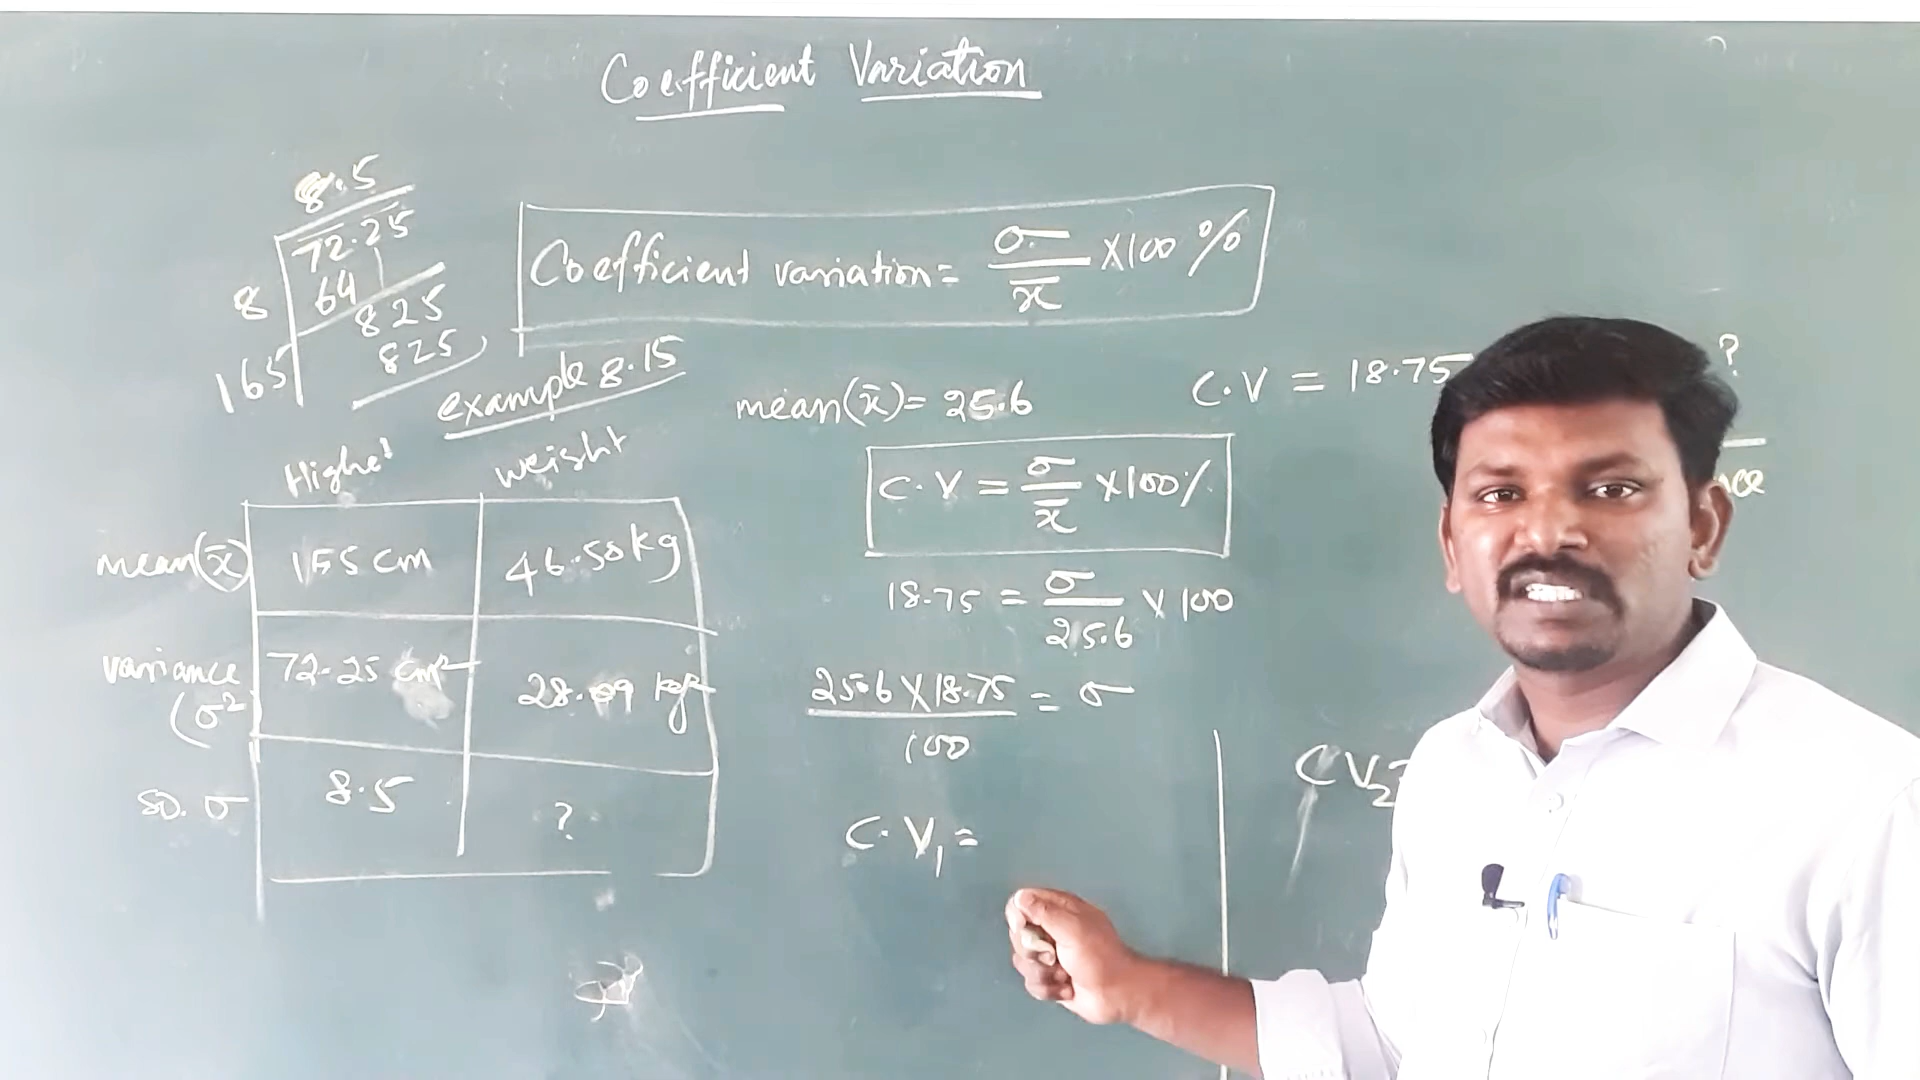 Coefficient Variation
8.5
72.25
8 64
825
165 825
Coefficient variation = σ/x̄ ×100 %
example 8.15
mean(x̄)= 25.6
C.V = 18.75
?
C.V = σ/x̄ ×100%
18.75 = σ/25.6 ×100
25.6×18.75/100 = σ
C.V₁=
CV₂=
weight
mean(x̄) 155 cm 46.50 kg
variance (σ² 72.25 cm² 28.09 kg²
SD. σ 8.5 ?